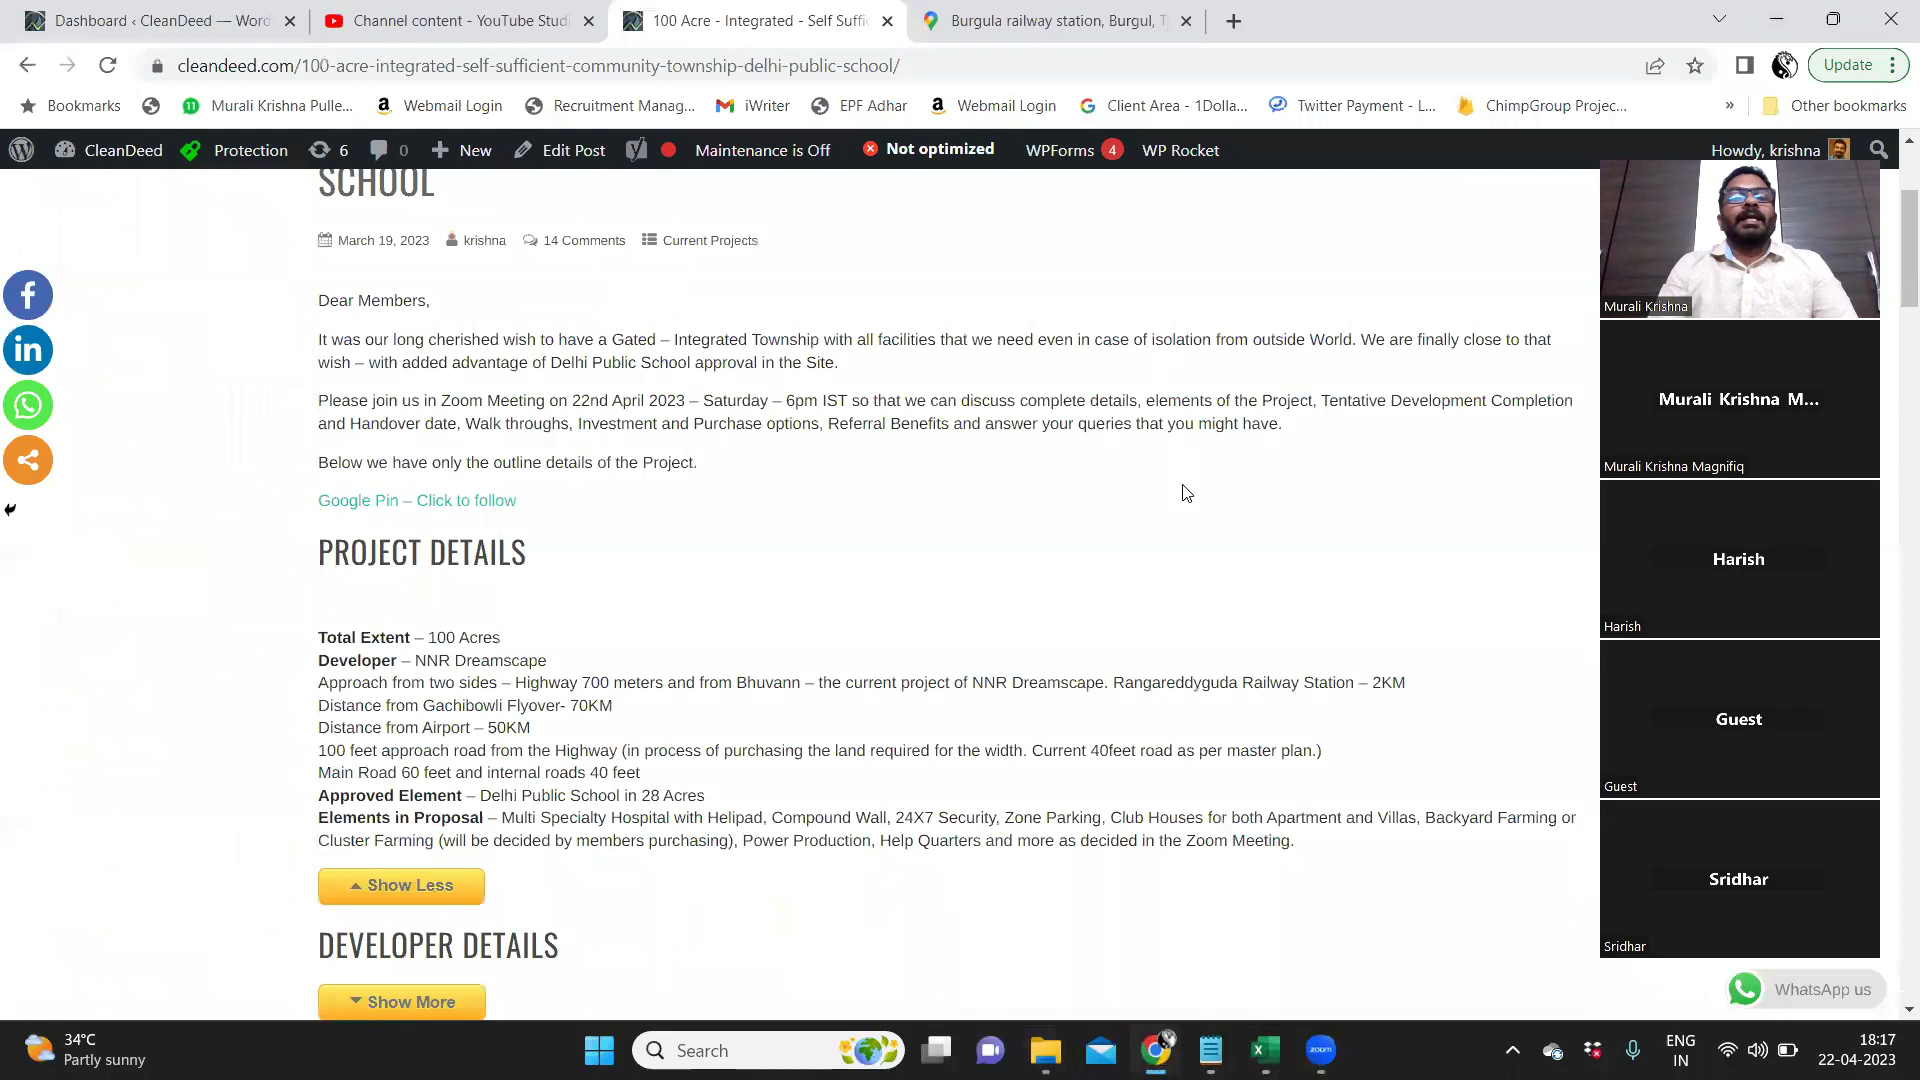 Dashboard ‹ CleanDeed — Word
Channel content - YouTube Studi
100 Acre - Integrated - Self Suffic
Burgula railway station, Burgul, T
cleandeed.com/100-acre-integrated-self-sufficient-community-township-delhi-public-school/
Update
Bookmarks
Murali Krishna Pulle...
Webmail Login
Recruitment Manag...
iWriter
EPF Adhar
Webmail Login
Client Area - 1Dolla...
Twitter Payment - L...
ChimpGroup Projec...
»
Other bookmarks
CleanDeed
Protection
6
0
New
Edit Post
Maintenance is Off
Not optimized
WPForms 4
WP Rocket
Howdy, krishna
SCHOOL
March 19, 2023 krishna 14 Comments Current Projects
Dear Members,
It was our long cherished wish to have a Gated – Integrated Township with all facilities that we need even in case of isolation from outside World. We are finally close to that
wish – with added advantage of Delhi Public School approval in the Site.
Please join us in Zoom Meeting on 22nd April 2023 – Saturday – 6pm IST so that we can discuss complete details, elements of the Project, Tentative Development Completion
and Handover date, Walk throughs, Investment and Purchase options, Referral Benefits and answer your queries that you might have.
Below we have only the outline details of the Project.
Google Pin – Click to follow
PROJECT DETAILS
Total Extent – 100 Acres
Developer – NNR Dreamscape
Approach from two sides – Highway 700 meters and from Bhuvann – the current project of NNR Dreamscape. Rangareddyguda Railway Station – 2KM
Distance from Gachibowli Flyover- 70KM
Distance from Airport – 50KM
100 feet approach road from the Highway (in process of purchasing the land required for the width. Current 40feet road as per master plan.)
Main Road 60 feet and internal roads 40 feet
Approved Element – Delhi Public School in 28 Acres
Elements in Proposal – Multi Specialty Hospital with Helipad, Compound Wall, 24X7 Security, Zone Parking, Club Houses for both Apartment and Villas, Backyard Farming or
Cluster Farming (will be decided by members purchasing), Power Production, Help Quarters and more as decided in the Zoom Meeting.
Show Less
DEVELOPER DETAILS
Show More
Murali Krishna
Murali Krishna M...
Murali Krishna Magnifiq
Harish
Harish
Guest
Guest
Sridhar
Sridhar
WhatsApp us
34°C
Partly sunny
Search
zoom
ENG
IN
18:17
22-04-2023